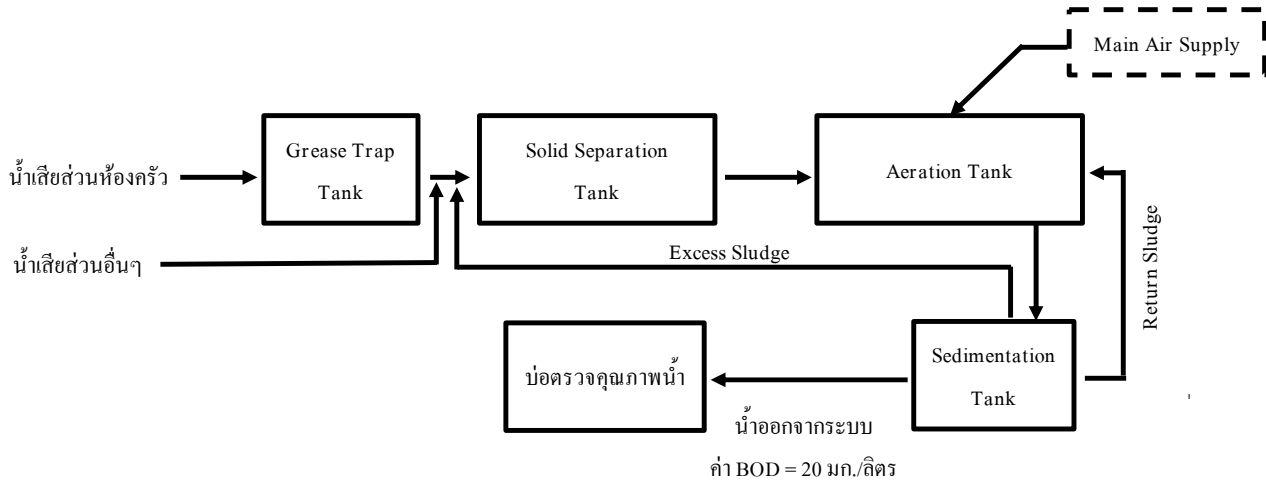 Main Air Supply
Grease Trap
Tank
Solid Separation
Tank
Aeration Tank
น้ำเสียส่วนห้องครัว
น้ำเสียส่วนอื่นๆ
Excess Sludge
Return Sludge
Sedimentation
Tank
บ่อตรวจคุณภาพน้ำ
น้ำออกจากระบบ
ค่า BOD = 20 มก./ลิตร